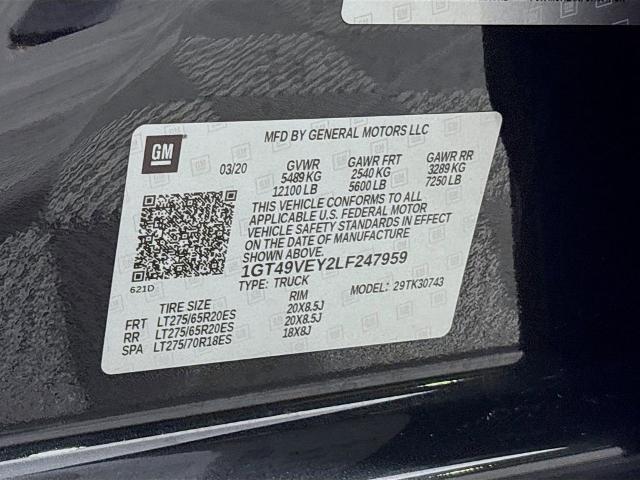 MFD BY GENERAL MOTORS LLC
GM
03/20 GVWR GAWR FRT GAWR RR
5489 KG 2540 KG 3289 KG
12100 LB 5600 LB 7250 LB
THIS VEHICLE CONFORMS TO ALL
APPLICABLE U.S. FEDERAL MOTOR
VEHICLE SAFETY STANDARDS IN EFFECT
ON THE DATE OF MANUFACTURE
SHOWN ABOVE.
621D
1GT49VEY2LF247959
TYPE: TRUCK MODEL: 29TK30743
TIRE SIZE RIM
FRT LT275/65R20ES 20X8.5J
RR LT275/65R20ES 20X8.5J
SPA LT275/70R18ES 18X8J